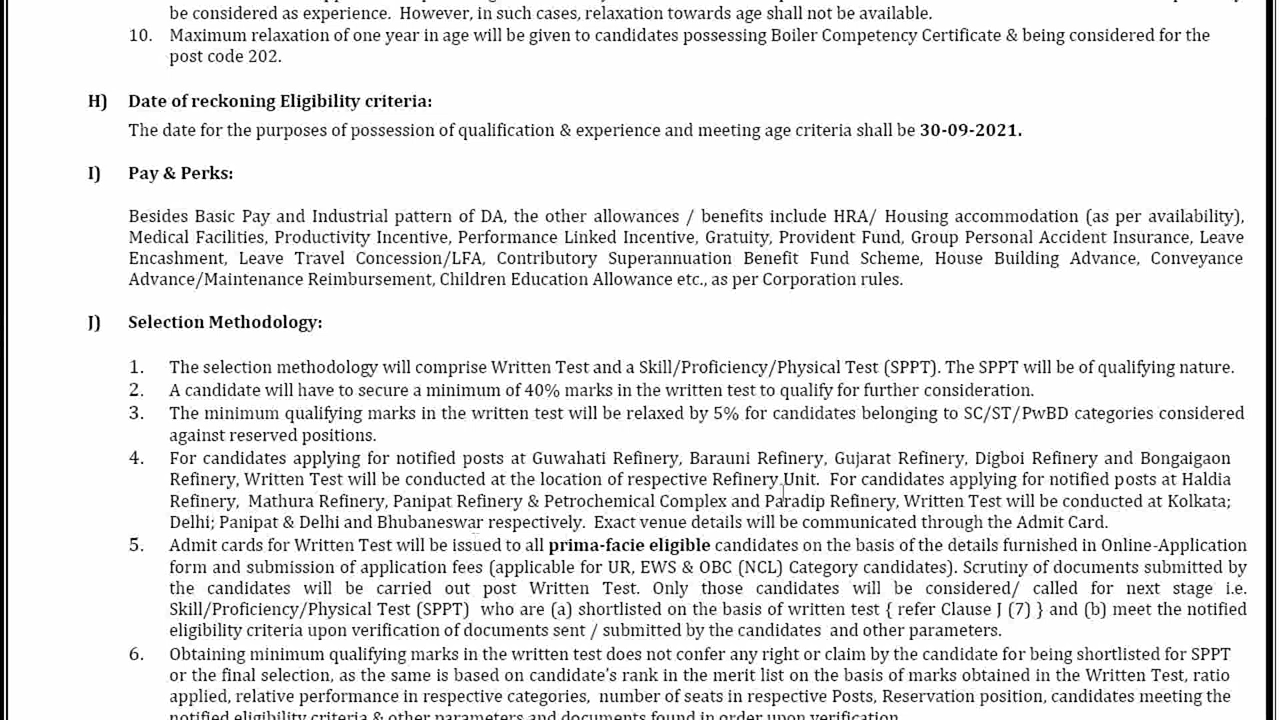 be considered as experience. However, in such cases, relaxation towards age shall not be available.
10. Maximum relaxation of one year in age will be given to candidates possessing Boiler Competency Certificate & being considered for the
post code 202.
H) Date of reckoning Eligibility criteria:
The date for the purposes of possession of qualification & experience and meeting age criteria shall be 30-09-2021.
I) Pay & Perks:
Besides Basic Pay and Industrial pattern of DA, the other allowances / benefits include HRA/ Housing accommodation (as per availability),
Medical Facilities, Productivity Incentive, Performance Linked Incentive, Gratuity, Provident Fund, Group Personal Accident Insurance, Leave
Encashment, Leave Travel Concession/LFA, Contributory Superannuation Benefit Fund Scheme, House Building Advance, Conveyance
Advance/Maintenance Reimbursement, Children Education Allowance etc., as per Corporation rules.
J) Selection Methodology:
1. The selection methodology will comprise Written Test and a Skill/Proficiency/Physical Test (SPPT). The SPPT will be of qualifying nature.
2. A candidate will have to secure a minimum of 40% marks in the written test to qualify for further consideration.
3. The minimum qualifying marks in the written test will be relaxed by 5% for candidates belonging to SC/ST/PwBD categories considered
against reserved positions.
4. For candidates applying for notified posts at Guwahati Refinery, Barauni Refinery, Gujarat Refinery, Digboi Refinery and Bongaigaon
Refinery, Written Test will be conducted at the location of respective Refinery Unit. For candidates applying for notified posts at Haldia
Refinery, Mathura Refinery, Panipat Refinery & Petrochemical Complex and Paradip Refinery, Written Test will be conducted at Kolkata;
Delhi; Panipat & Delhi and Bhubaneswar respectively. Exact venue details will be communicated through the Admit Card.
5. Admit cards for Written Test will be issued to all prima-facie eligible candidates on the basis of the details furnished in Online-Application
form and submission of application fees (applicable for UR, EWS & OBC (NCL) Category candidates). Scrutiny of documents submitted by
the candidates will be carried out post Written Test. Only those candidates will be considered/ called for next stage i.e.
Skill/Proficiency/Physical Test (SPPT) who are (a) shortlisted on the basis of written test { refer Clause J (7) } and (b) meet the notified
eligibility criteria upon verification of documents sent / submitted by the candidates and other parameters.
6. Obtaining minimum qualifying marks in the written test does not confer any right or claim by the candidate for being shortlisted for SPPT
or the final selection, as the same is based on candidate's rank in the merit list on the basis of marks obtained in the Written Test, ratio
applied, relative performance in respective categories, number of seats in respective Posts, Reservation position, candidates meeting the
notified eligibility criteria & other parameters and documents found in order upon verification.